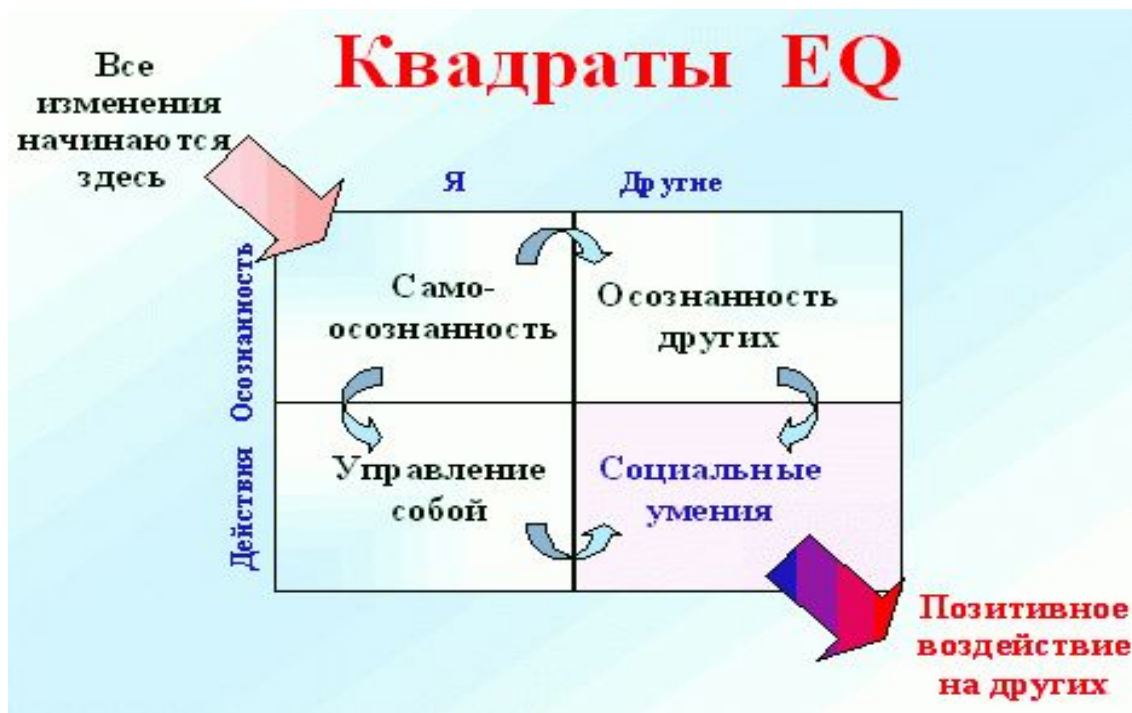 Квадраты EQ
Все
изменения
начинаются
здесь
Я
Другие
Осознанность
Само-
осознанность
Осознанность
других
Действия
Управление
собой
Социальные
умения
Позитивное
воздействие
на других